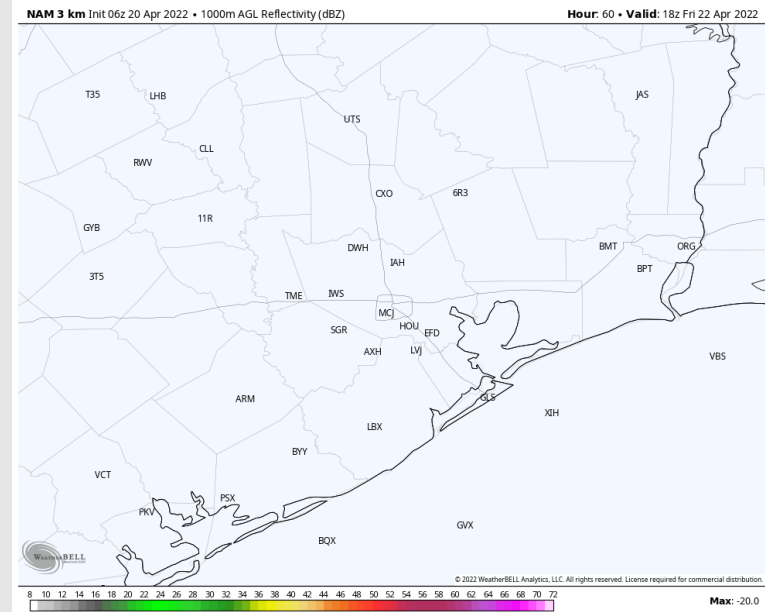 NAM 3 km Init 06z 20 Apr 2022 • 1000m AGL Reflectivity (dBZ) Hour: 60 • Valid: 18z Fri 22 Apr 2022
T35 LHB JAS
UTS
CLL
RWV
CXO 6R3
11R
GYB
DWH BMT ORG
IAH
BPT
3T5
TME IWS
MCJ
SGR HOU EFD
AXH LVJ
VBS
ARM GLS
XIH
LBX
BYY
VCT
PSX
PKV
GVX
BQX
WEATHERBELL
© 2022 WeatherBELL Analytics, LLC. All rights reserved. License required for commercial distribution.
8 10 12 14 16 18 20 22 24 26 28 30 32 34 36 38 40 42 44 46 48 50 52 54 56 58 60 62 64 66 68 70 72
Max: -20.0